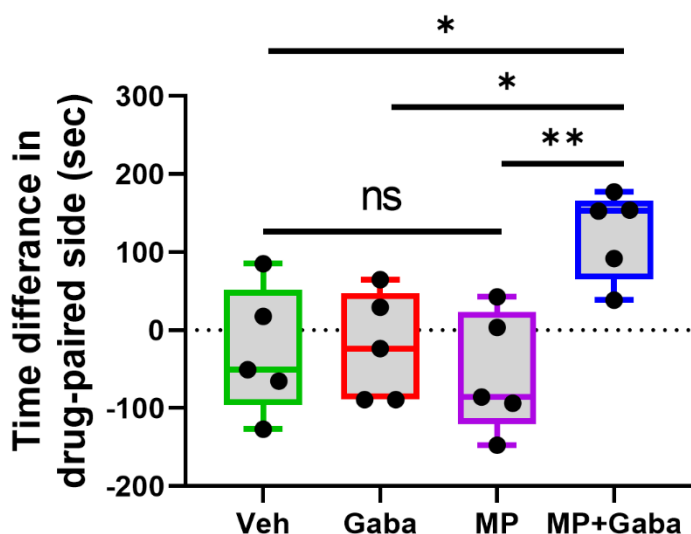 *
*
**
ns
Time differance in
drug-paired side (sec)
300
200
100
0
-100
-200
Veh Gaba MP MP+Gaba